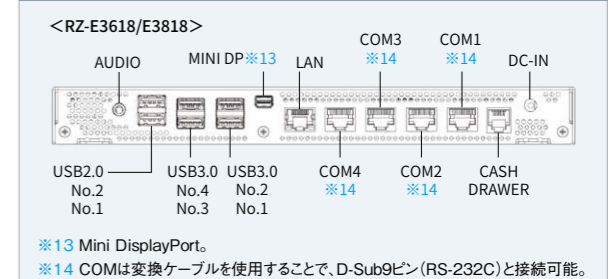 <RZ-E3618/E3818>
COM3 COM1
AUDIO MINI DP※13 LAN ※14 ※14 DC-IN
USB2.0 USB3.0 USB3.0 COM4 COM2 CASH
No.2 No.4 No.2 ※14 ※14 DRAWER
No.1 No.3 No.1
※13 Mini DisplayPort。
※14 COMは変換ケーブルを使用することで、D-Sub9ピン(RS-232C)と接続可能。